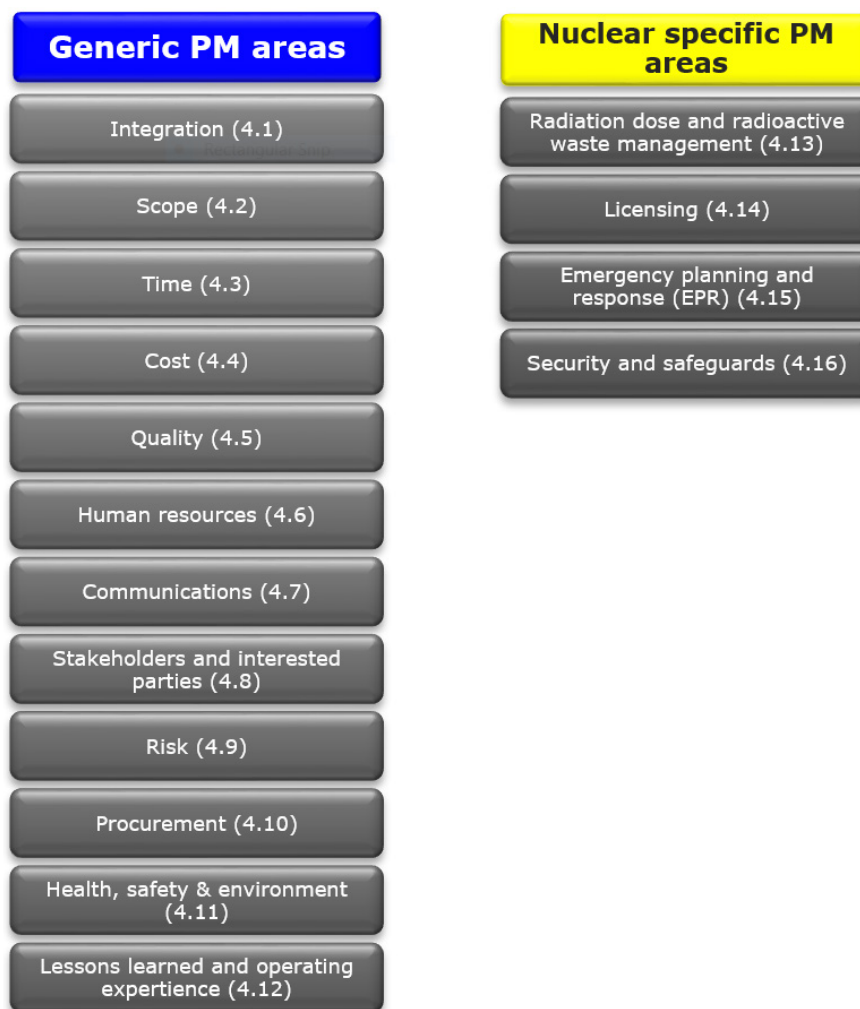 Generic PM areas
Integration (4.1)
Rectangular Snip
Scope (4.2)
Time (4.3)
Cost (4.4)
Quality (4.5)
Human resources (4.6)
Communications (4.7)
Stakeholders and interested
parties (4.8)
Risk (4.9)
Procurement (4.10)
Health, safety & environment
(4.11)
Lessons learned and operating
expertience (4.12)
Nuclear specific PM
areas
Radiation dose and radioactive
waste management (4.13)
Licensing (4.14)
Emergency planning and
response (EPR) (4.15)
Security and safeguards (4.16)